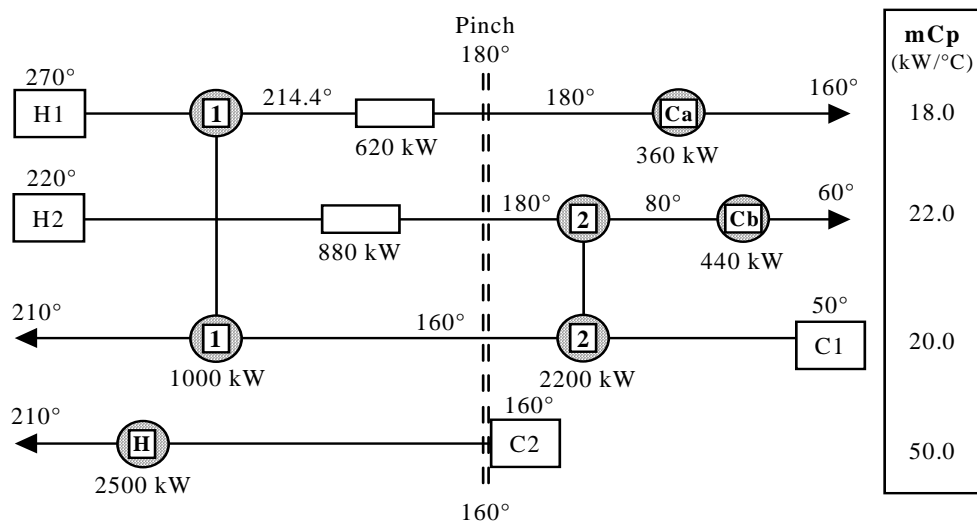 Pinch
180°
mCp
(kW/°C)
270°
H1
1
214.4°
620 kW
180°
Ca
360 kW
160°
18.0
220°
H2
880 kW
180°
2
80°
Cb
440 kW
60°
22.0
210°
1
1000 kW
160°
2
2200 kW
50°
C1
20.0
210°
H
2500 kW
160°
C2
50.0
160°